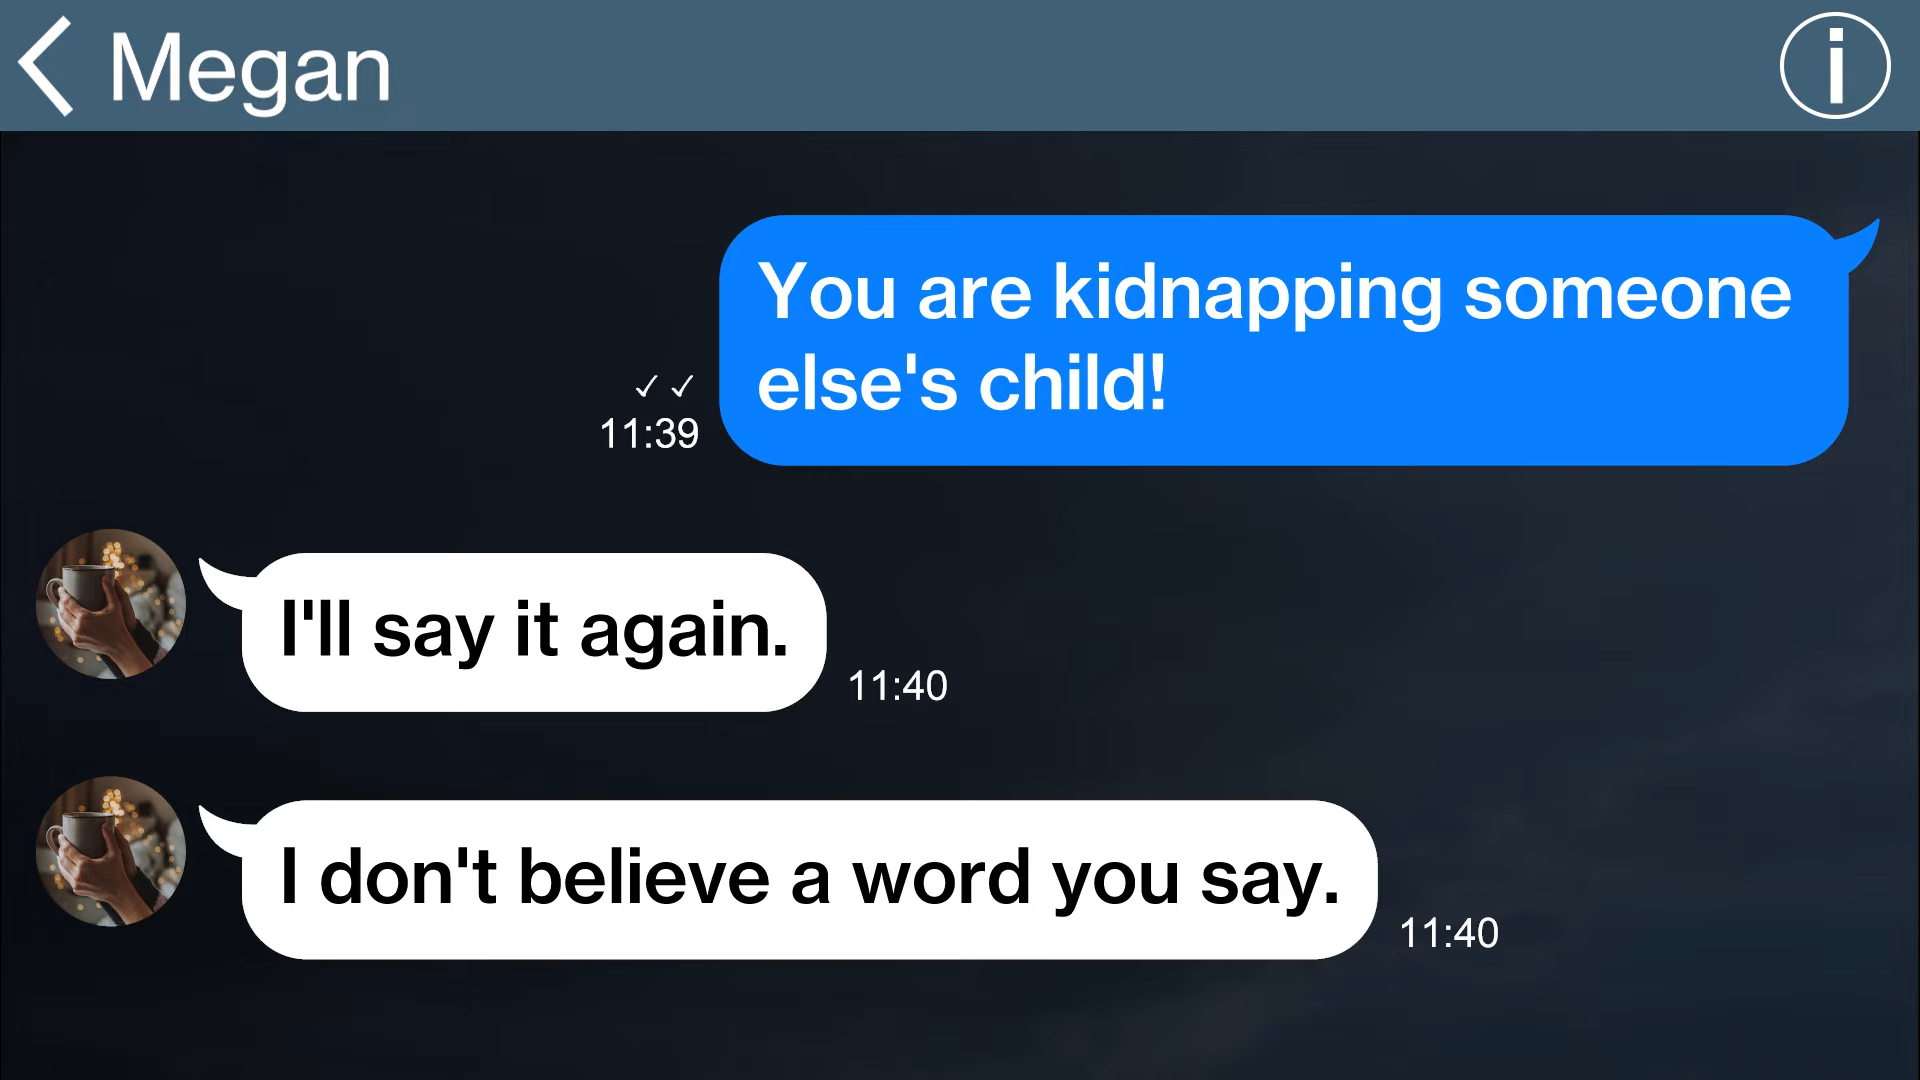 Megan
You are kidnapping someone
else's child!
✓✓
11:39
I'll say it again.
11:40
I don't believe a word you say.
11:40